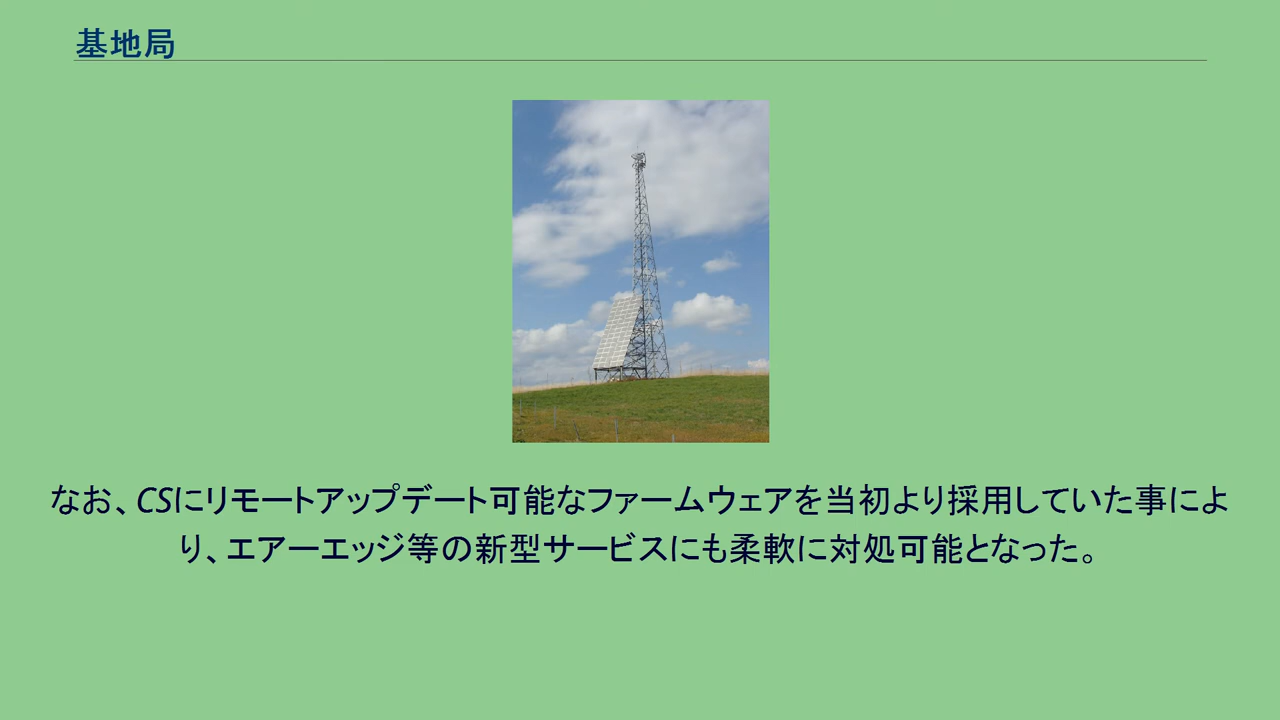 基地局
なお、CSにリモートアップデート可能なファームウェアを当初より採用していた事によ
り、エアーエッジ等の新型サービスにも柔軟に対処可能となった。